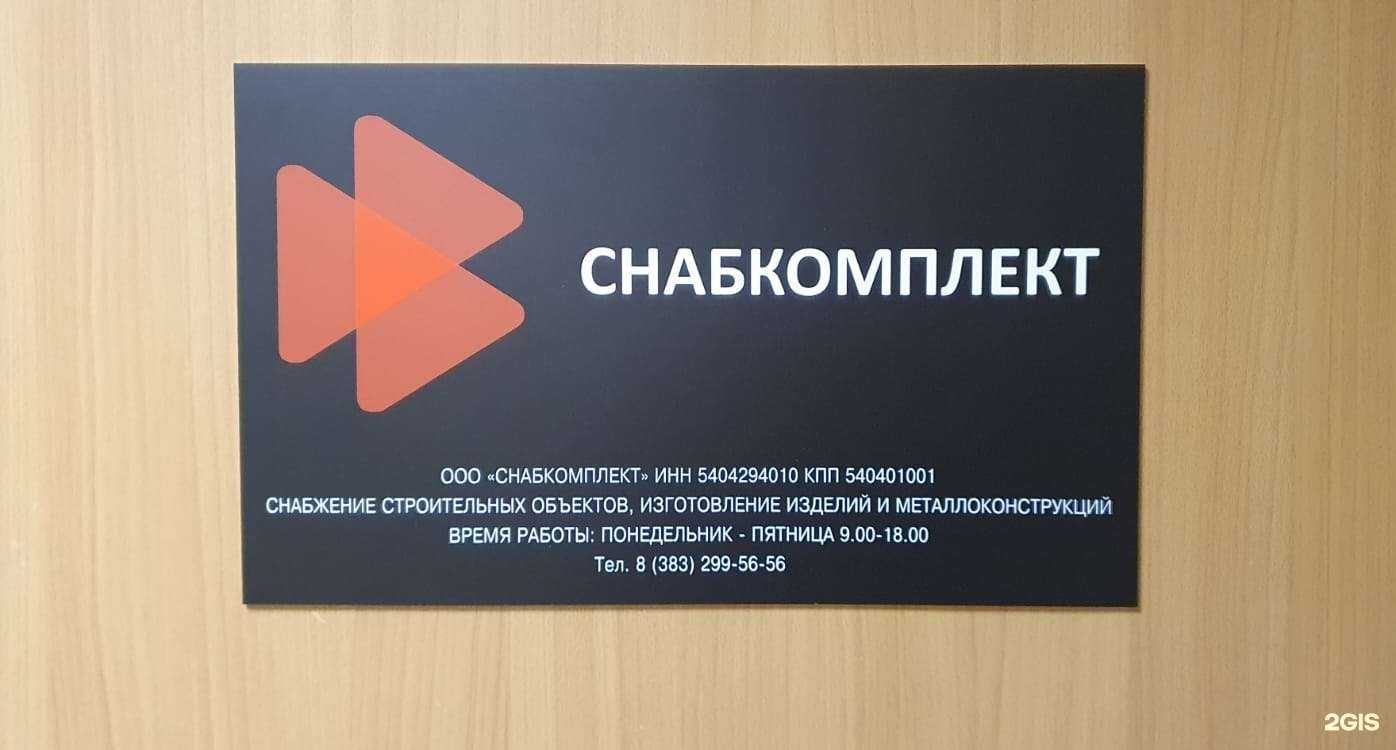 СНАБКОМПЛЕКТ
ООО «СНАБКОМПЛЕКТ» ИНН 5404294010 КПП 540401001
СНАБЖЕНИЕ СТРОИТЕЛЬНЫХ ОБЪЕКТОВ, ИЗГОТОВЛЕНИЕ ИЗДЕЛИЙ И МЕТАЛЛОКОНСТРУКЦИЙ
ВРЕМЯ РАБОТЫ: ПОНЕДЕЛЬНИК - ПЯТНИЦА 9.00-18.00
Тел. 8 (383) 299-56-56
2GIS